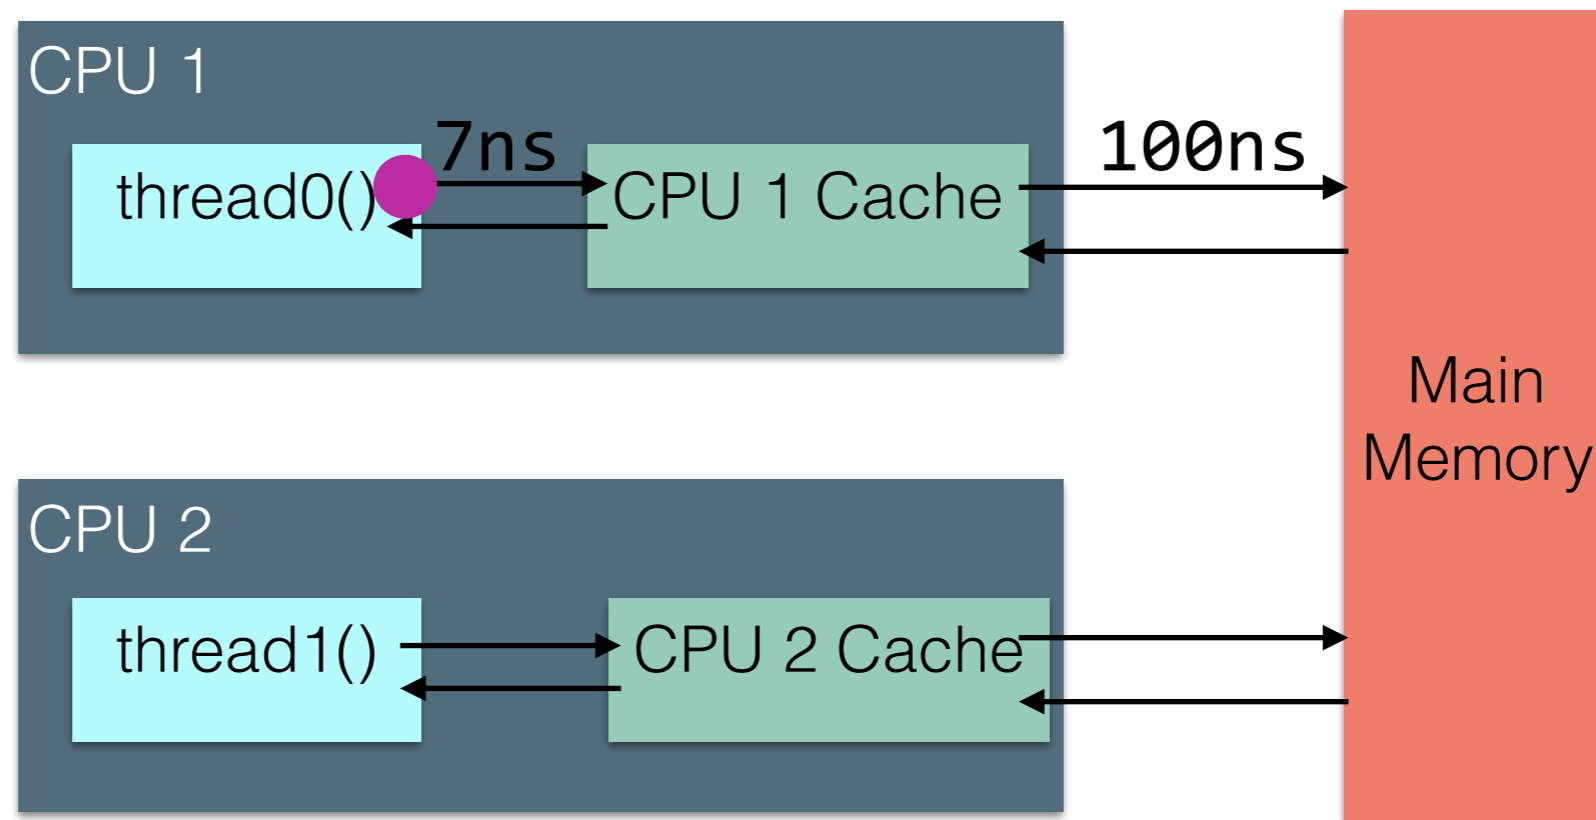 CPU 1
7ns
100ns
thread0()
CPU 1 Cache
Main
Memory
CPU 2
thread1()
CPU 2 Cache